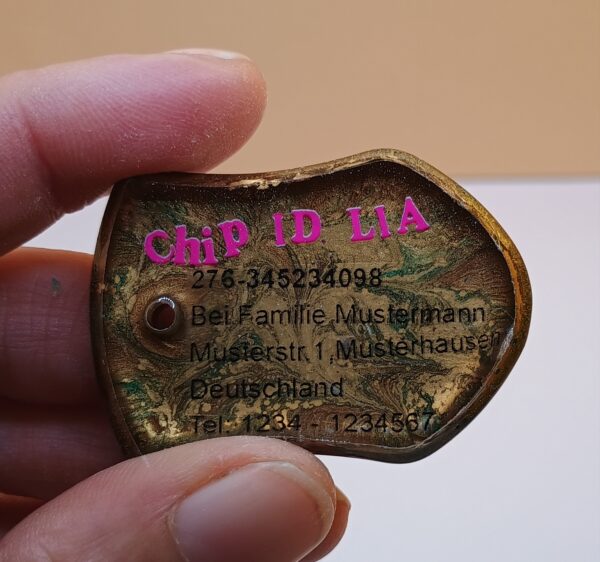 Chip ID LIA
276-345234098
Bei Familie Mustermann
Musterstr.1,Musterhausen
Deutschland
Tel: 1234 - 1234567